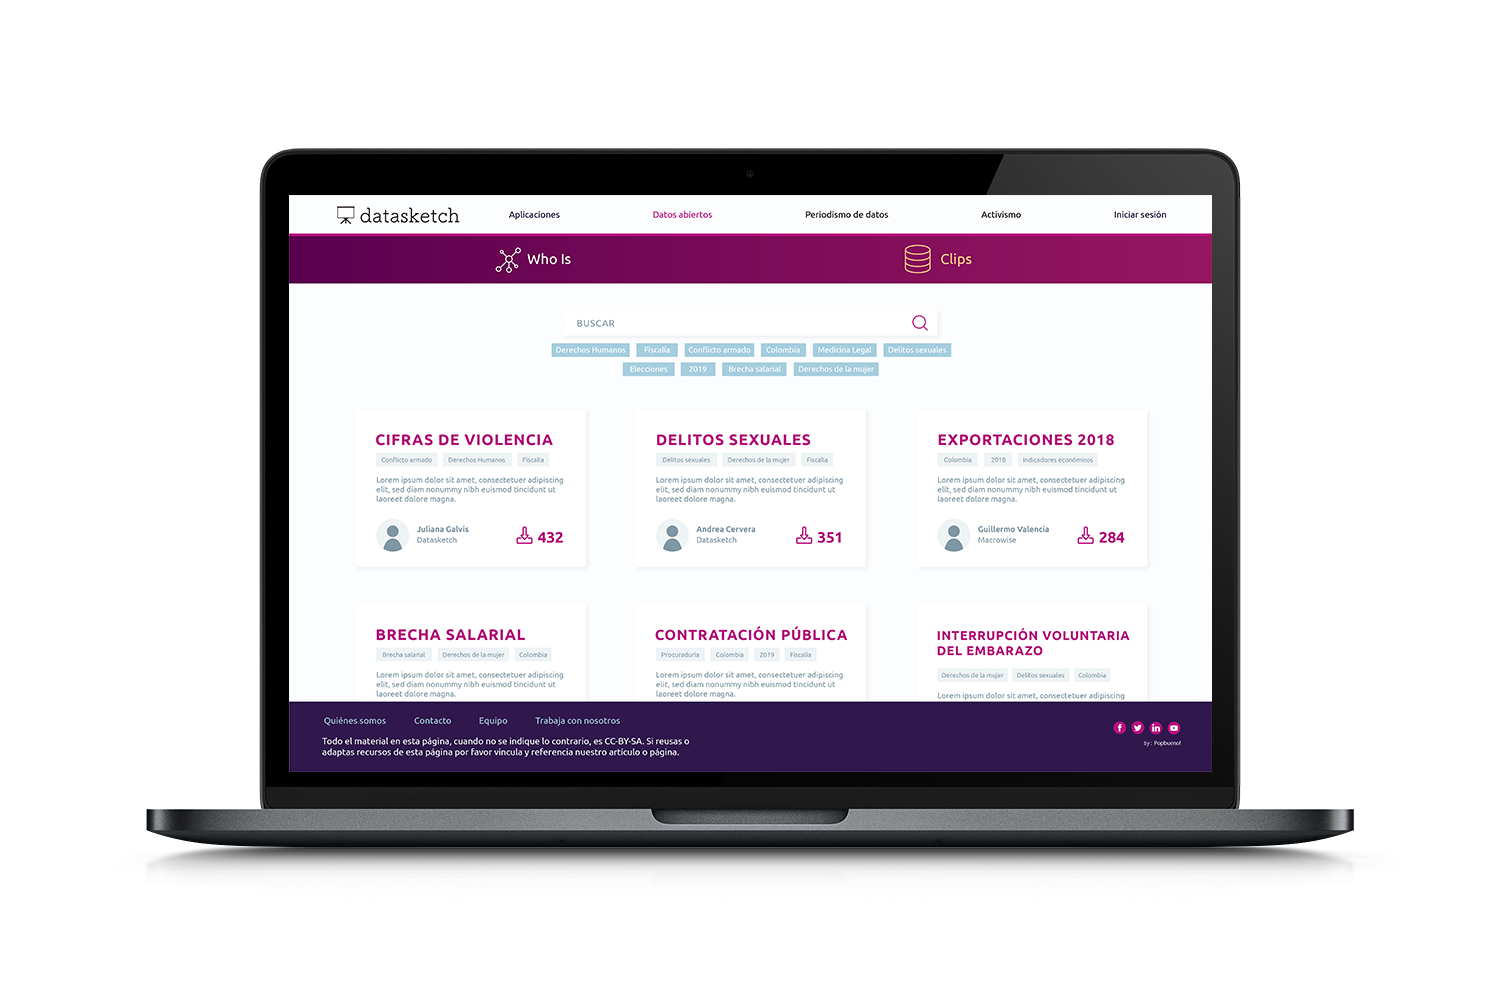 datasketch
Aplicaciones
Datos abiertos
Periodismo de datos
Activismo
Iniciar sesión
Who Is
Clips
BUSCAR
Derechos Humanos Fiscalía Conflicto armado Colombia Medicina Legal Delitos sexuales
Elecciones 2019 Brecha salarial Derechos de la mujer
CIFRAS DE VIOLENCIA
Conflicto armado Derechos Humanos Fiscalía
Lorem ipsum dolor sit amet, consectetuer adipiscing
elit, sed diam nonummy nibh euismod tincidunt ut
laoreet dolore magna.
Juliana Galvis
Datasketch
432
DELITOS SEXUALES
Delitos sexuales Derechos de la mujer Fiscalía
Lorem ipsum dolor sit amet, consectetuer adipiscing
elit, sed diam nonummy nibh euismod tincidunt ut
laoreet dolore magna.
Andrea Cervera
Datasketch
351
EXPORTACIONES 2018
Colombia 2018 Indicadores económicos
Lorem ipsum dolor sit amet, consectetuer adipiscing
elit, sed diam nonummy nibh euismod tincidunt ut
laoreet dolore magna.
Guillermo Valencia
Macrowise
284
BRECHA SALARIAL
Brecha salarial Derechos de la mujer Colombia
Lorem ipsum dolor sit amet, consectetuer adipiscing
elit, sed diam nonummy nibh euismod tincidunt ut
laoreet dolore magna.
CONTRATACIÓN PÚBLICA
Procuraduría Colombia 2019 Fiscalía
Lorem ipsum dolor sit amet, consectetuer adipiscing
elit, sed diam nonummy nibh euismod tincidunt ut
laoreet dolore magna.
INTERRUPCIÓN VOLUNTARIA
DEL EMBARAZO
Derechos de la mujer Delitos sexuales Colombia
Lorem ipsum dolor sit amet, consectetuer adipiscing
Quiénes somos Contacto Equipo Trabaja con nosotros
Todo el material en esta página, cuando no se indique lo contrario, es CC-BY-SA. Si reusas o
adaptas recursos de esta página por favor vincula y referencia nuestro artículo o página.
by: Popbueno!